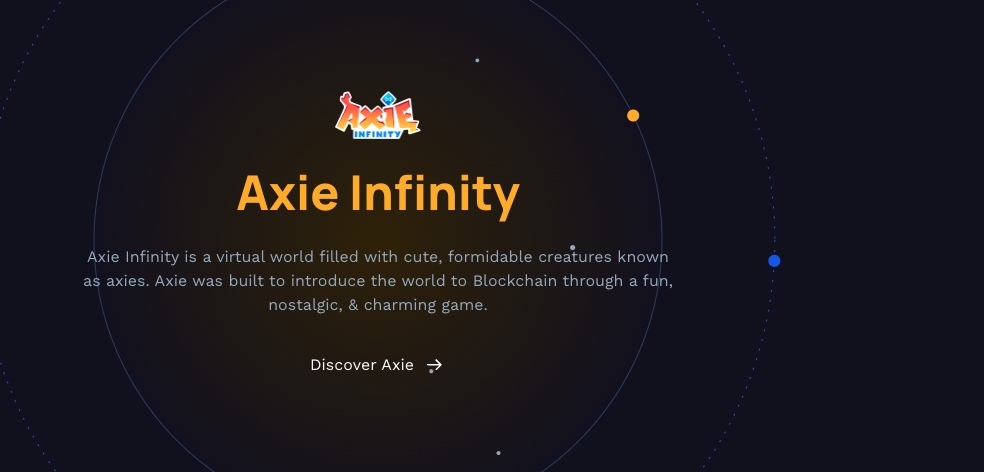 AXIE
INFINITY
Axie Infinity
Axie Infinity is a virtual world filled with cute, formidable creatures known
as axies. Axie was built to introduce the world to Blockchain through a fun,
nostalgic, & charming game.
Discover Axie →